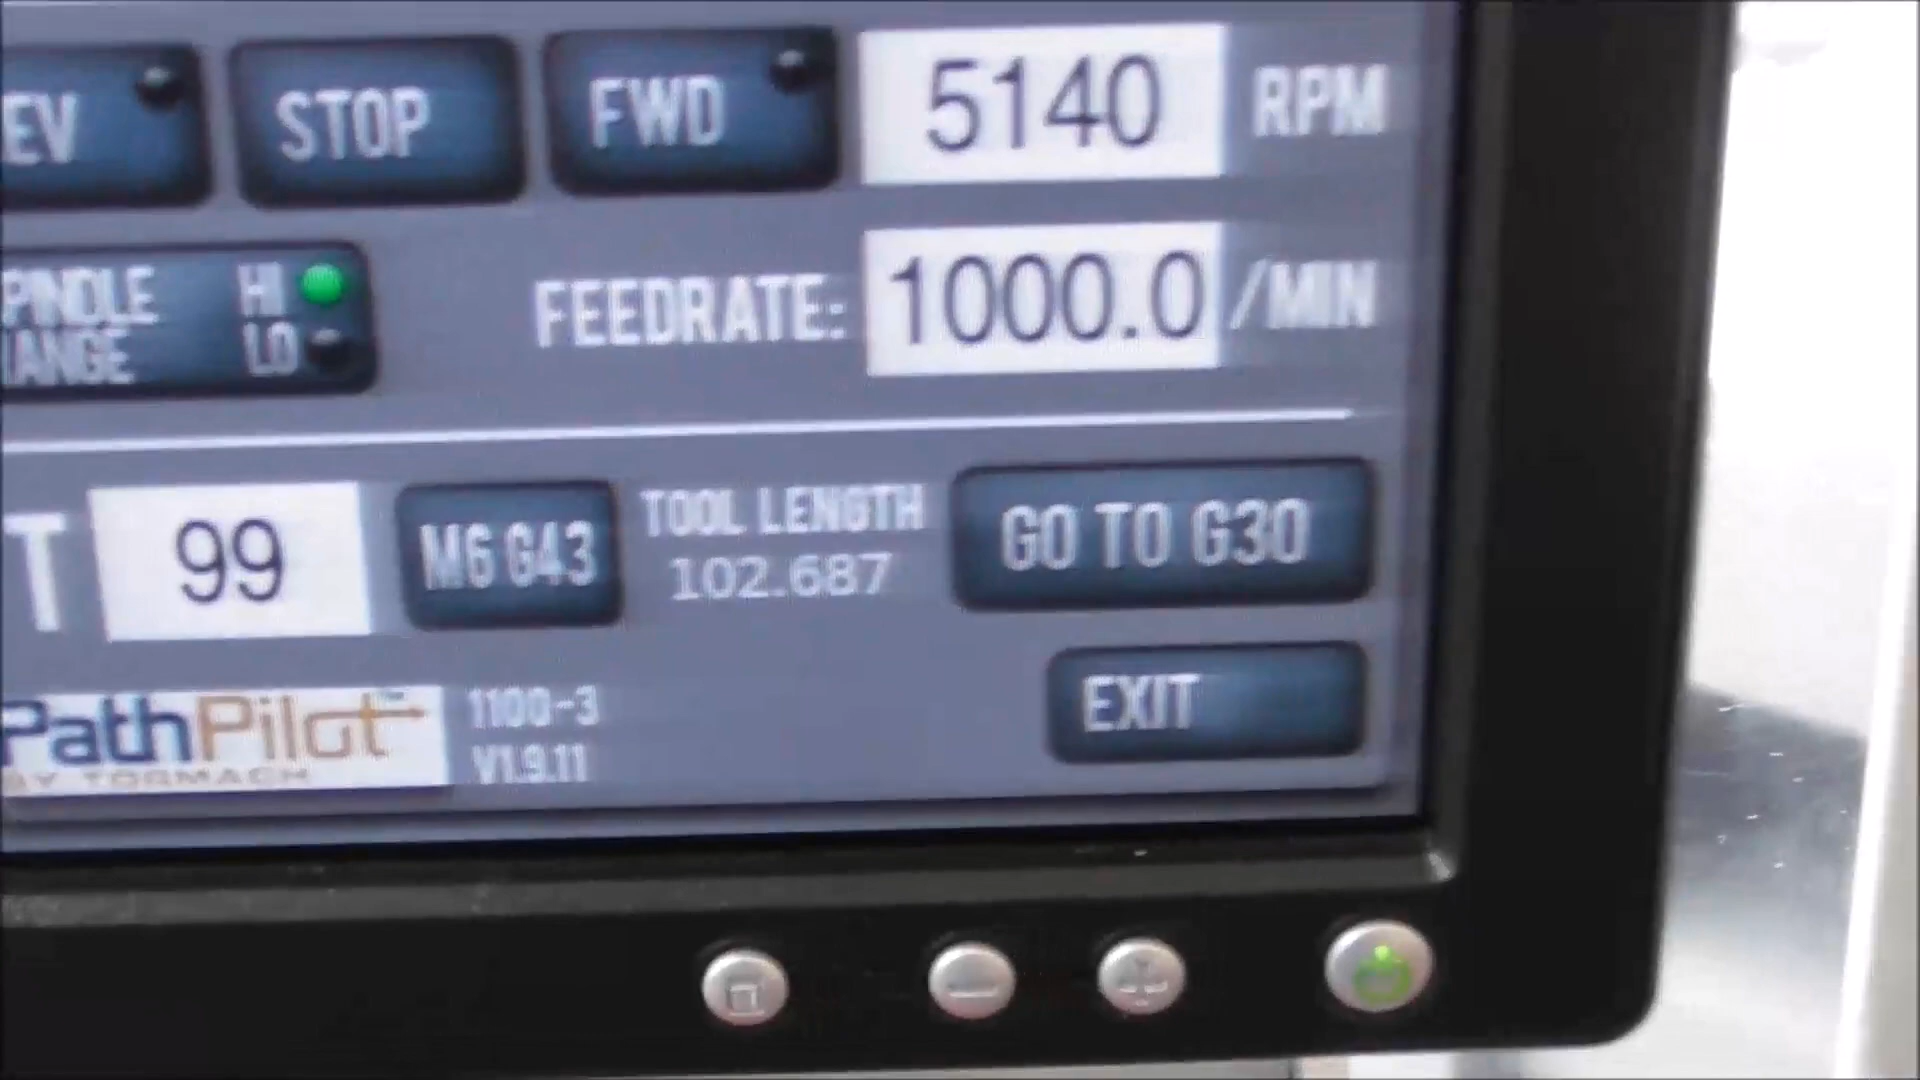 EV STOP FWD 5140 RPM
PINDLE HI
ANGE LO
FEEDRATE: 1000.0 /MIN
T 99 M6 G43
TOOL LENGTH
102.687
GO TO G30
EXIT
PathPilot
BY TORMACH
1100-3
V1.9.11